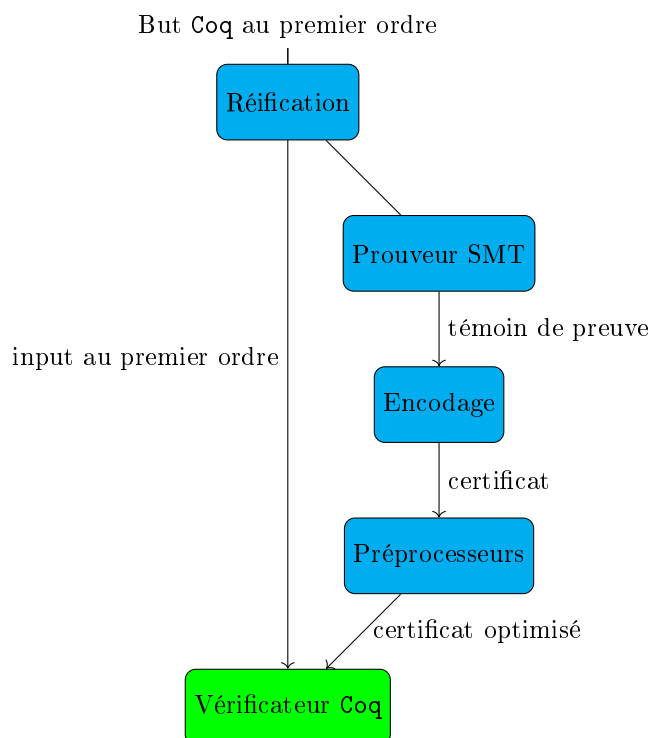 But Coq au premier ordre
Réification
Prouveur SMT
témoin de preuve
input au premier ordre
Encodage
certificat
Préprocesseurs
certificat optimisé
Vérificateur Coq